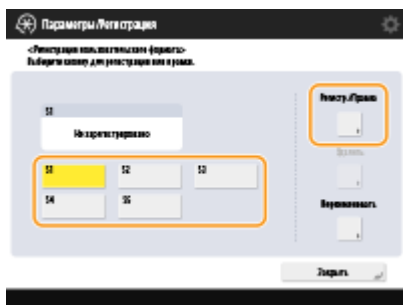 Параметры/Регистрация
<Регистрация пользовательского формата>
Выберите кнопку для регистрации или правки.
S1
Не зарегистрировано
S1
S2
S3
S4
S5
Регистр./Правка
Удалить
Переименовать
Закрыть